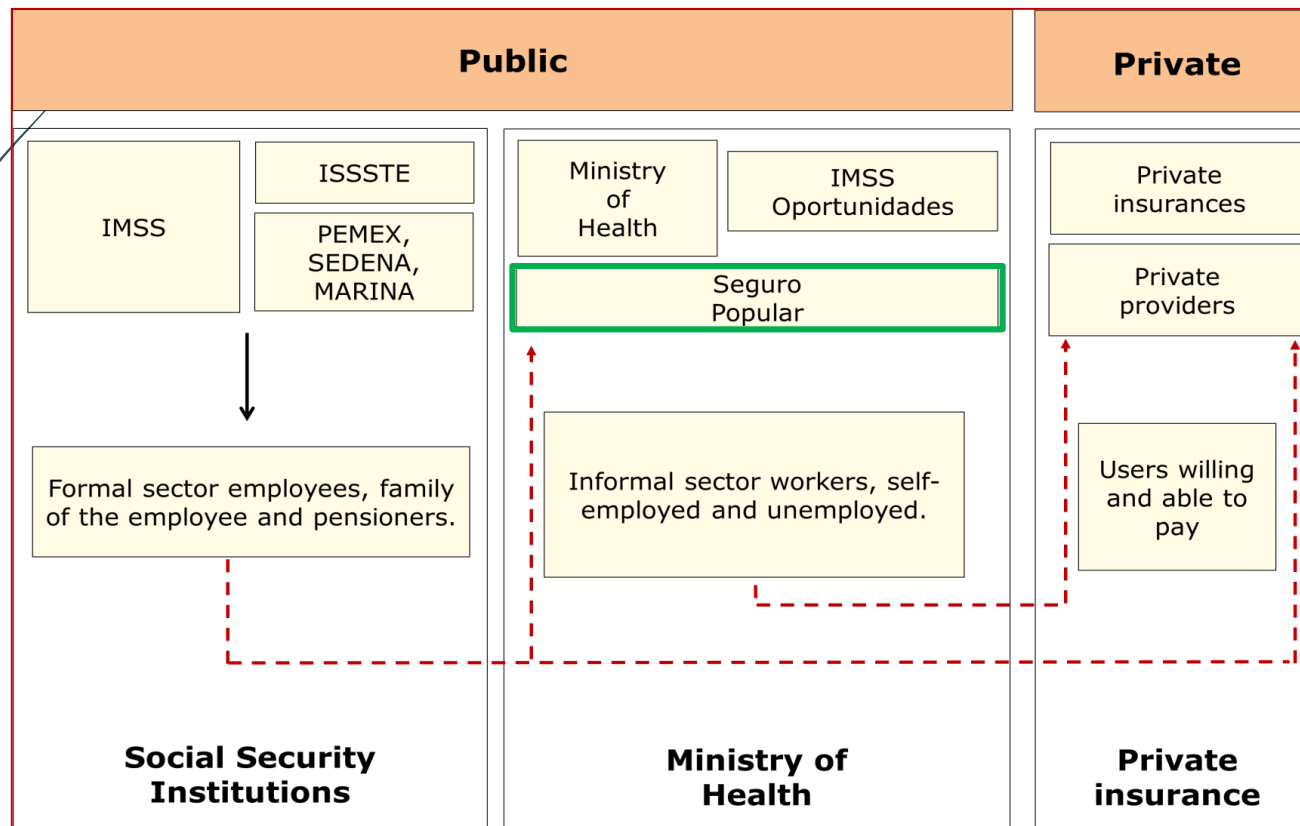 Public
Private
IMSS
ISSSTE
PEMEX,
SEDENA,
MARINA
Ministry
of
Health
IMSS
Oportunidades
Seguro
Popular
Private
insurances
Private
providers
Formal sector employees, family
of the employee and pensioners.
Informal sector workers, self-
employed and unemployed.
Users willing
and able to
pay
Social Security
Institutions
Ministry of
Health
Private
insurance